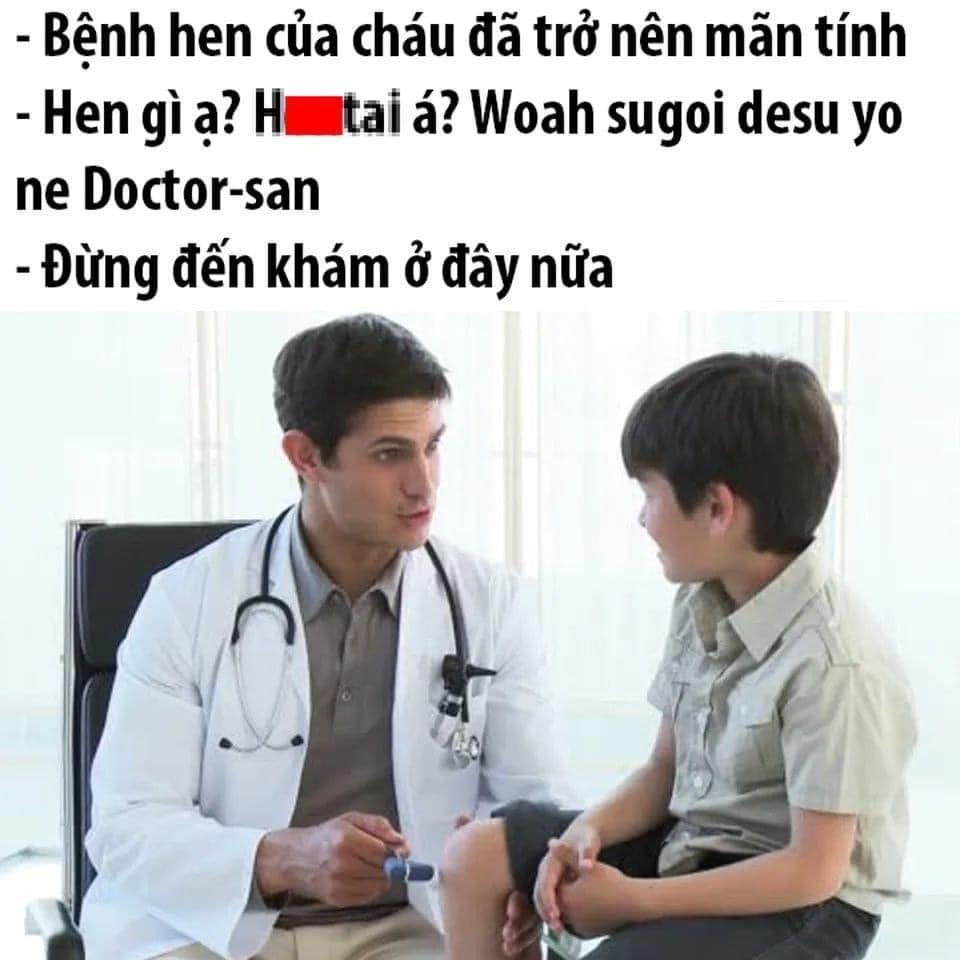 - Bệnh hen của cháu đã trở nên mãn tính
- Hen gì ạ? H tai á? Woah sugoi desu yo
ne Doctor-san
- Đừng đến khám ở đây nữa